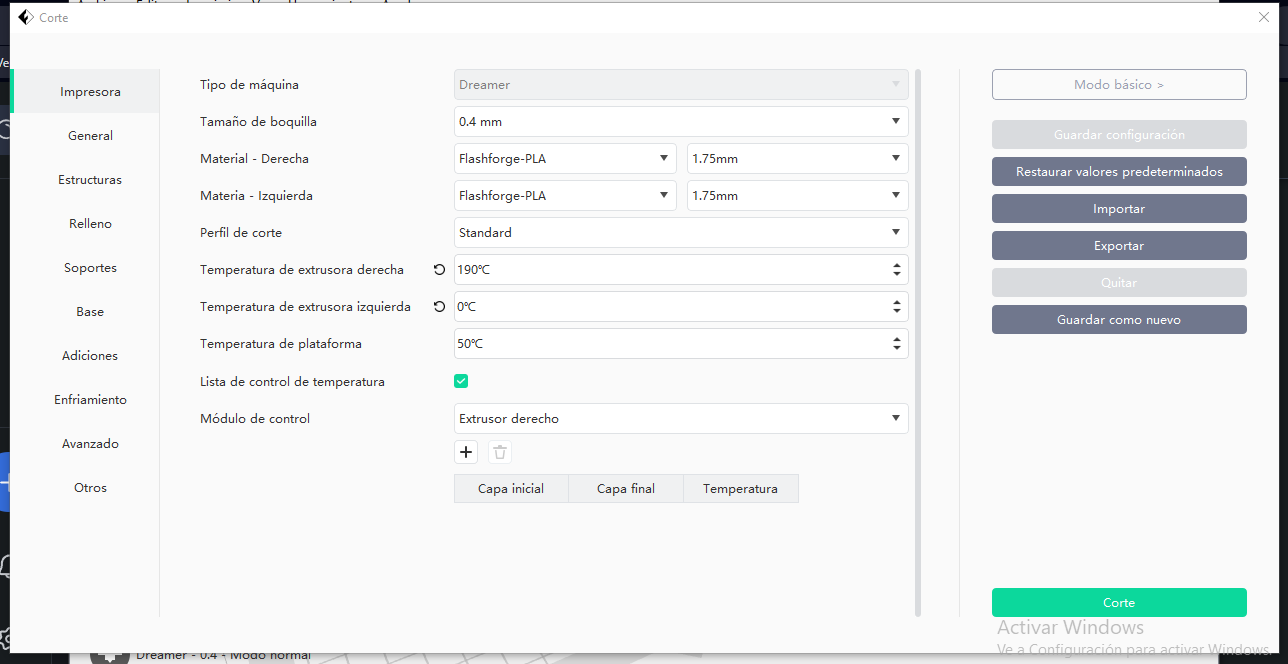 Corte
Impresora
General
Estructuras
Relleno
Soportes
Base
Adiciones
Enfriamiento
Avanzado
Otros
Tipo de máquina
Dreamer
Tamaño de boquilla
0.4 mm
Material - Derecha
Flashforge-PLA
1.75mm
Materia - Izquierda
Flashforge-PLA
1.75mm
Perfil de corte
Standard
Temperatura de extrusora derecha
190℃
Temperatura de extrusora izquierda
0℃
Temperatura de plataforma
50℃
Lista de control de temperatura
Módulo de control
Extrusor derecho
Capa inicial
Capa final
Temperatura
Modo básico >
Guardar configuración
Restaurar valores predeterminados
Importar
Exportar
Quitar
Guardar como nuevo
Corte
Activar Windows
Ve a Configuración para activar Windows.
Dreamer - 0.4 - Modo normal